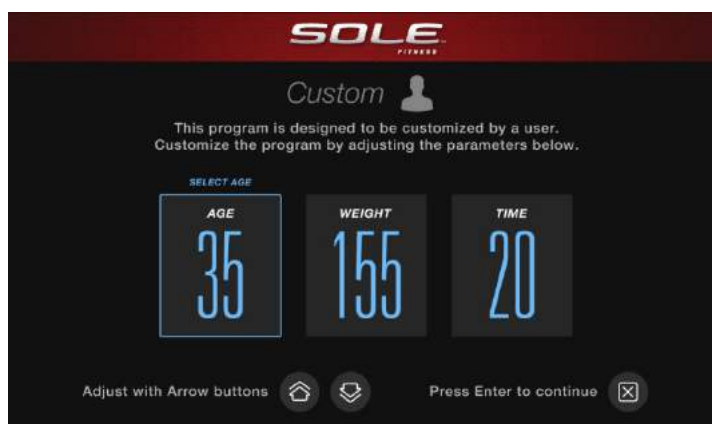 SOLE
FITNESS
Custom
This program is designed to be customized by a user.
Customize the program by adjusting the parameters below.
SELECT AGE
AGE
35
WEIGHT
155
TIME
20
Adjust with Arrow buttons
Press Enter to continue